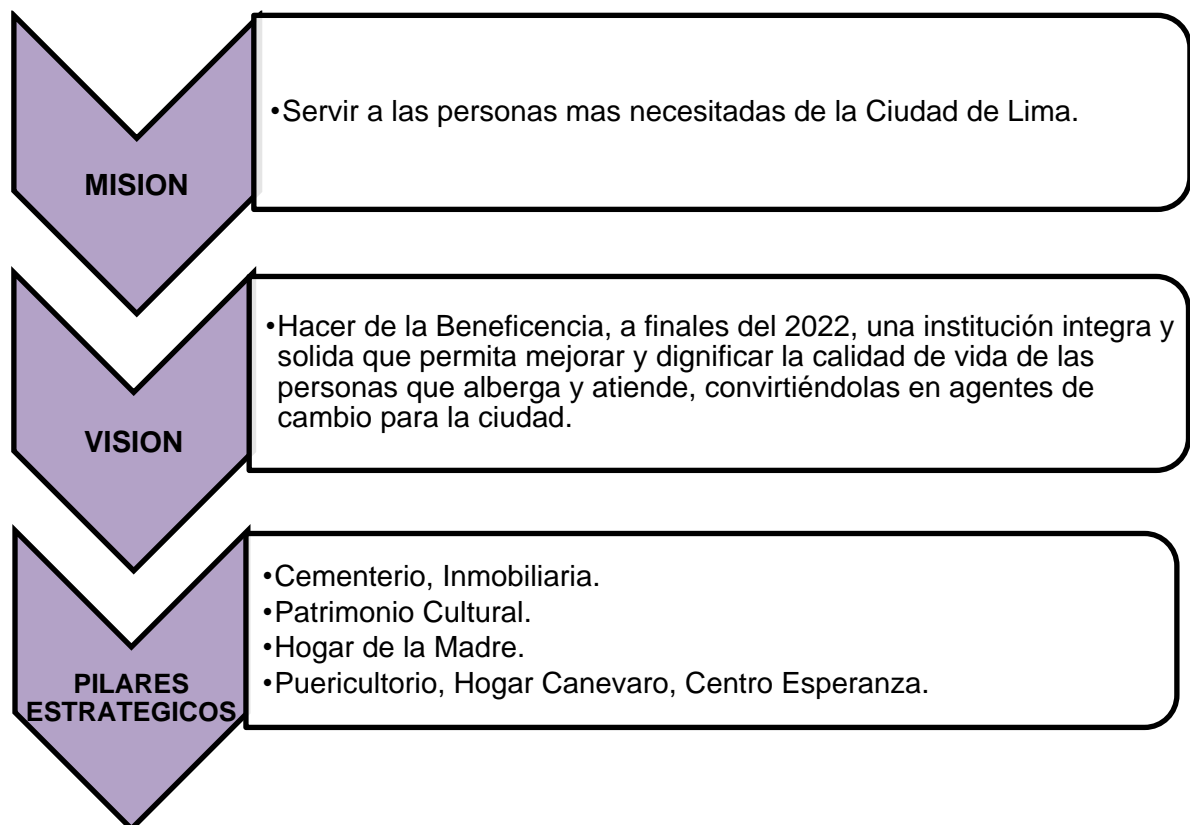 MISION
•Servir a las personas mas necesitadas de la Ciudad de Lima.
VISION
•Hacer de la Beneficencia, a finales del 2022, una institución integra y
solida que permita mejorar y dignificar la calidad de vida de las
personas que alberga y atiende, convirtiéndolas en agentes de
cambio para la ciudad.
PILARES
ESTRATEGICOS
•Cementerio, Inmobiliaria.
•Patrimonio Cultural.
•Hogar de la Madre.
•Puericultorio, Hogar Canevaro, Centro Esperanza.